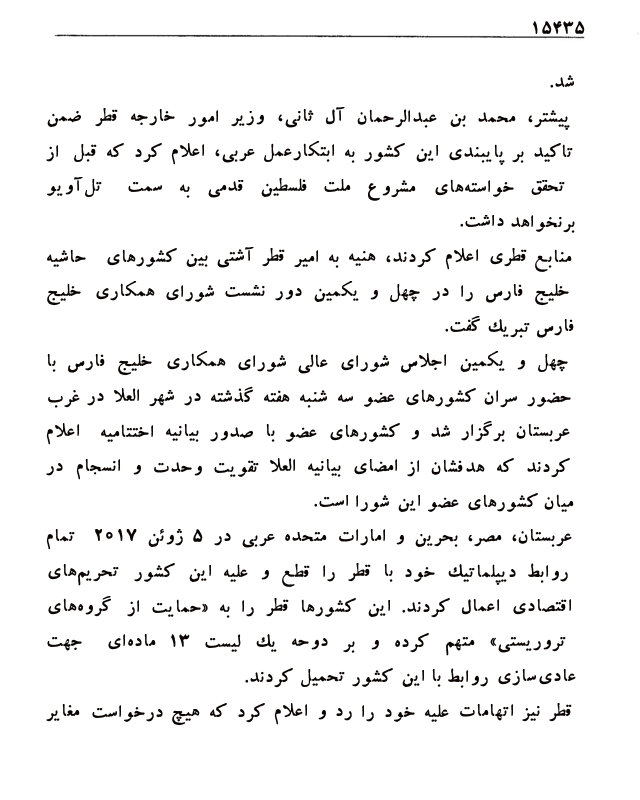 ۱۵۴۳۵
شد.
پیشتر، محمد بن عبدالرحمان آل ثانی، وزیر امور خارجه قطر ضمن
تاکید بر پایبندی این کشور به ابتکارعمل عربی، اعلام کرد که قبل از
تحقق خواسته‌های مشروع ملت فلسطین قدمی به سمت تل‌آویو
برنخواهد داشت.
منابع قطری اعلام کردند، هنیه به امیر قطر آشتی بین کشورهای حاشیه
خلیج فارس را در چهل و یکمین دور نشست شورای همکاری خلیج
فارس تبریك گفت.
چهل و یکمین اجلاس شورای عالی شورای همکاری خلیج فارس با
حضور سران کشورهای عضو سه شنبه هفته گذشته در شهر العلا در غرب
عربستان برگزار شد و کشورهای عضو با صدور بیانیه اختتامیه اعلام
کردند که هدفشان از امضای بیانیه العلا تقویت وحدت و انسجام در
میان کشورهای عضو این شورا است.
عربستان، مصر، بحرین و امارات متحده عربی در ۵ ژوئن ۲۰۱۷ تمام
روابط دیپلماتیك خود با قطر را قطع و علیه این کشور تحریم‌های
اقتصادی اعمال کردند. این کشورها قطر را به «حمایت از گروه‌های
تروریستی» متهم کرده و بر دوحه یك لیست ۱۳ ماده‌ای جهت
عادی‌سازی روابط با این کشور تحمیل کردند.
قطر نیز اتهامات علیه خود را رد و اعلام کرد که هیچ درخواست مغایر